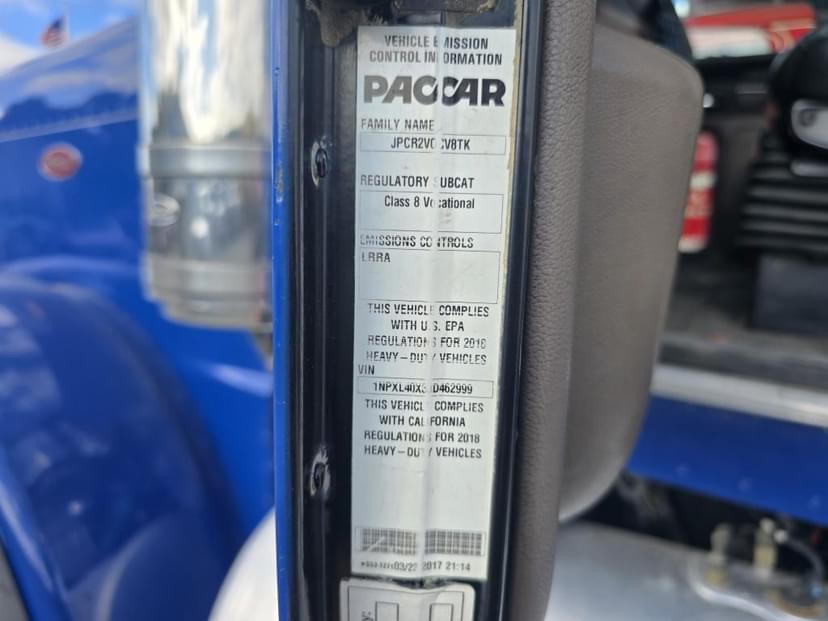 VEHICLE EMISSION
CONTROL INFORMATION
PACCAR
FAMILY NAME
REGULATORY SUBCAT
Class 8 Vocational
EMISSIONS CONTROLS
LRRA
THIS VEHICLE COMPLIES
WITH U.S. EPA
REGULATIONS FOR 2018
HEAVY-DUTY VEHICLES
VIN
THIS VEHICLE COMPLIES
WITH CALIFORNIA
REGULATIONS FOR 2018
HEAVY-DUTY VEHICLES
2017 21:14